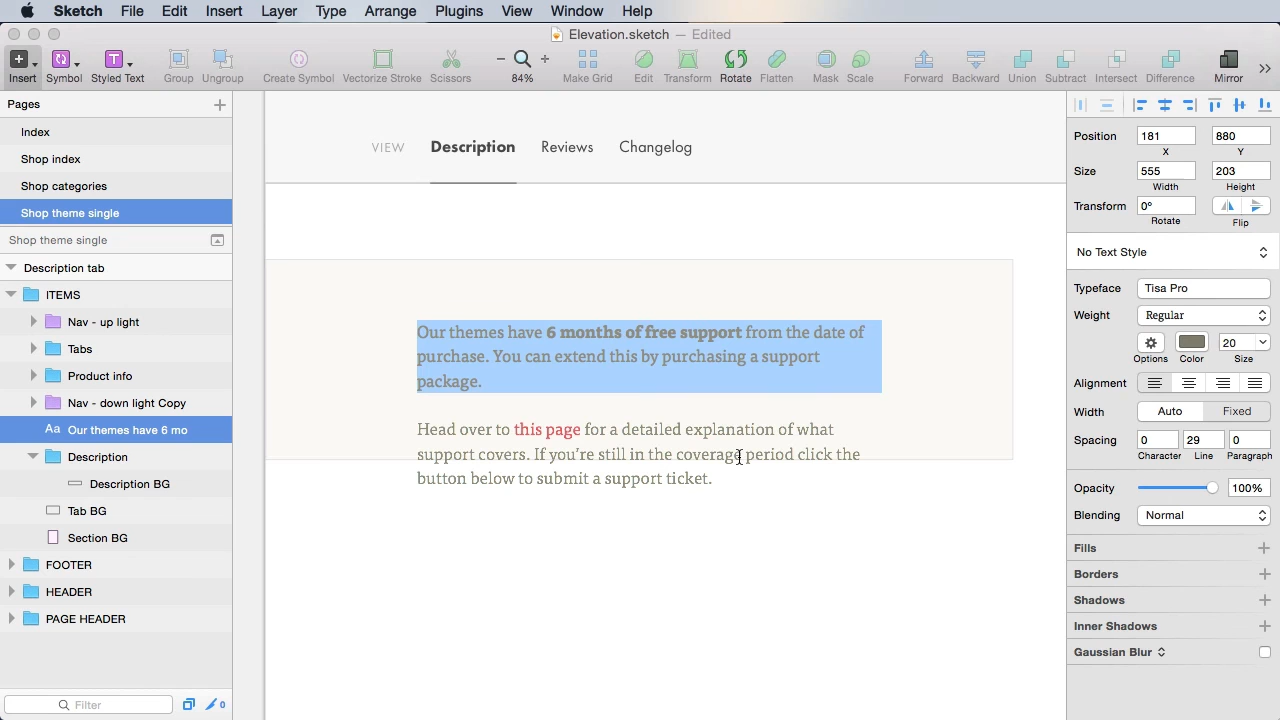 Sketch File Edit Insert Layer Type Arrange Plugins View Window Help
Elevation.sketch — Edited
Insert Symbol Styled Text Group Ungroup Create Symbol Vectorize Stroke Scissors 84% Make Grid Edit Transform Rotate Flatten Mask Scale Forward Backward Union Subtract Intersect Difference Mirror
Pages
Index
Shop index
Shop categories
Shop theme single
Shop theme single
Description tab
ITEMS
Nav - up light
Tabs
Product info
Nav - down light Copy
Aa Our themes have 6 mo
Description
Description BG
Tab BG
Section BG
FOOTER
HEADER
PAGE HEADER
Filter
0
VIEW Description Reviews Changelog
Our themes have 6 months of free support from the date of
purchase. You can extend this by purchasing a support
package.
Head over to this page for a detailed explanation of what
support covers. If you're still in the coverage period click the
button below to submit a support ticket.
Position 181 880
X Y
Size 555 203
Width Height
Transform 0º
Rotate Flip
No Text Style
Typeface Tisa Pro
Weight Regular
20
Options Color Size
Alignment
Width Auto Fixed
Spacing 0 29 0
Character Line Paragraph
Opacity 100%
Blending Normal
Fills
Borders
Shadows
Inner Shadows
Gaussian Blur